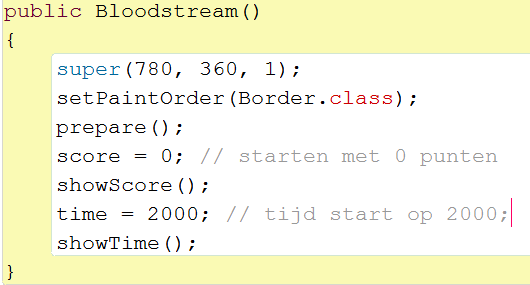 public Bloodstream()
{
super(780, 360, 1);
setPaintOrder(Border.class);
prepare();
score = 0; // starten met 0 punten
showScore();
time = 2000; // tijd start op 2000;
showTime();
}